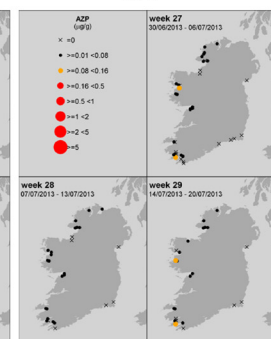 AZP
(µg/g)
× =0
>=0.01 <0.08
>=0.08 <0.16
>=0.16 <0.5
>=0.5 <1
>=1 <2
>=2 <5
>=5
week 27
30/06/2013 - 06/07/2013
week 28
07/07/2013 - 13/07/2013
week 29
14/07/2013 - 20/07/2013